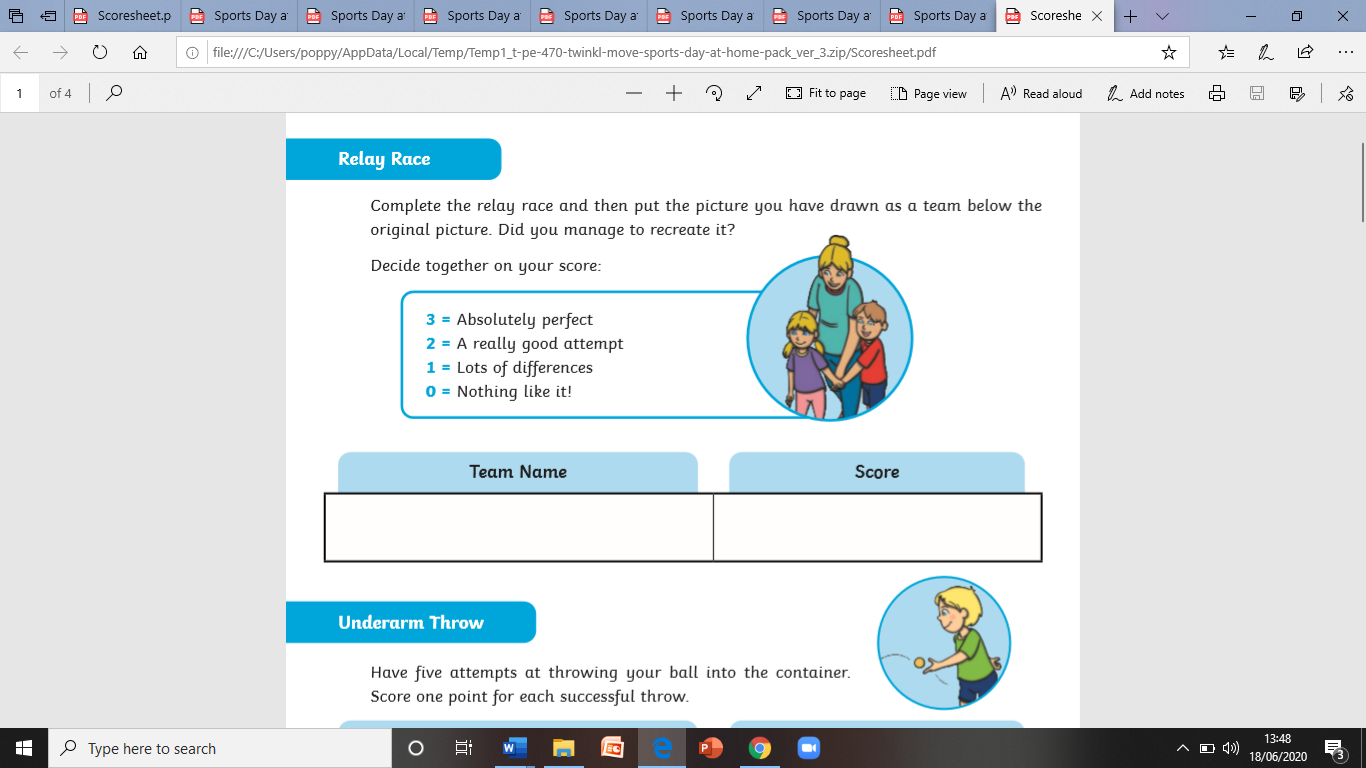 Scoresheet.p
Sports Day a
Sports Day a
Sports Day a
Sports Day a
Sports Day a
Sports Day a
Sports Day a
Scoreshe
file:///C:/Users/poppy/AppData/Local/Temp/Temp1_t-pe-470-twinkl-move-sports-day-at-home-pack_ver_3.zip/Scoresheet.pdf
1 of 4
Fit to page
Page view
Read aloud
Add notes
Relay Race
Complete the relay race and then put the picture you have drawn as a team below the
original picture. Did you manage to recreate it?
Decide together on your score:
3 = Absolutely perfect
2 = A really good attempt
1 = Lots of differences
0 = Nothing like it!
Team Name Score
Underarm Throw
Have five attempts at throwing your ball into the container.
Score one point for each successful throw.
Type here to search
13:48
18/06/2020
3